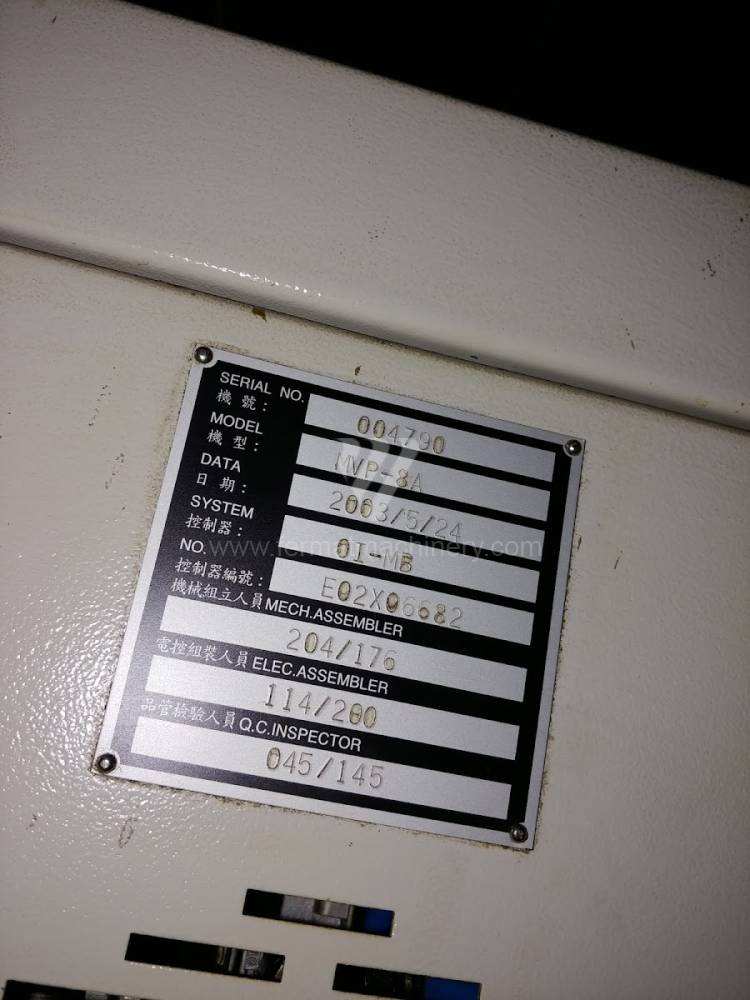 SERIAL NO.
機號: 004790
MODEL
機型: MVP-8A
DATA
日期: 2003/5/24
SYSTEM
控制器: 0i-MB
NO.
控制器編號: E02X06682
機械組立人員 MECH.ASSEMBLER
204/176
電控組裝人員 ELEC.ASSEMBLER
114/200
品管檢驗人員 Q.C.INSPECTOR
045/145
www.fermatmachinery.com